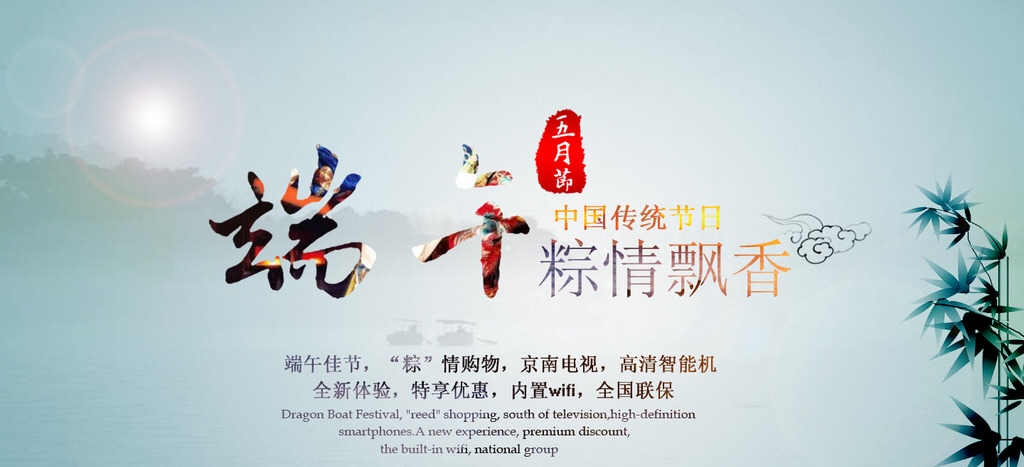 端午
五月节
中国传统节日
粽情飘香
端午佳节，“粽”情购物，京南电视，高清智能机
全新体验，特享优惠，内置wifi，全国联保
Dragon Boat Festival, "reed" shopping, south of television,high-definition
smartphones.A new experience, premium discount,
the built-in wifi, national group